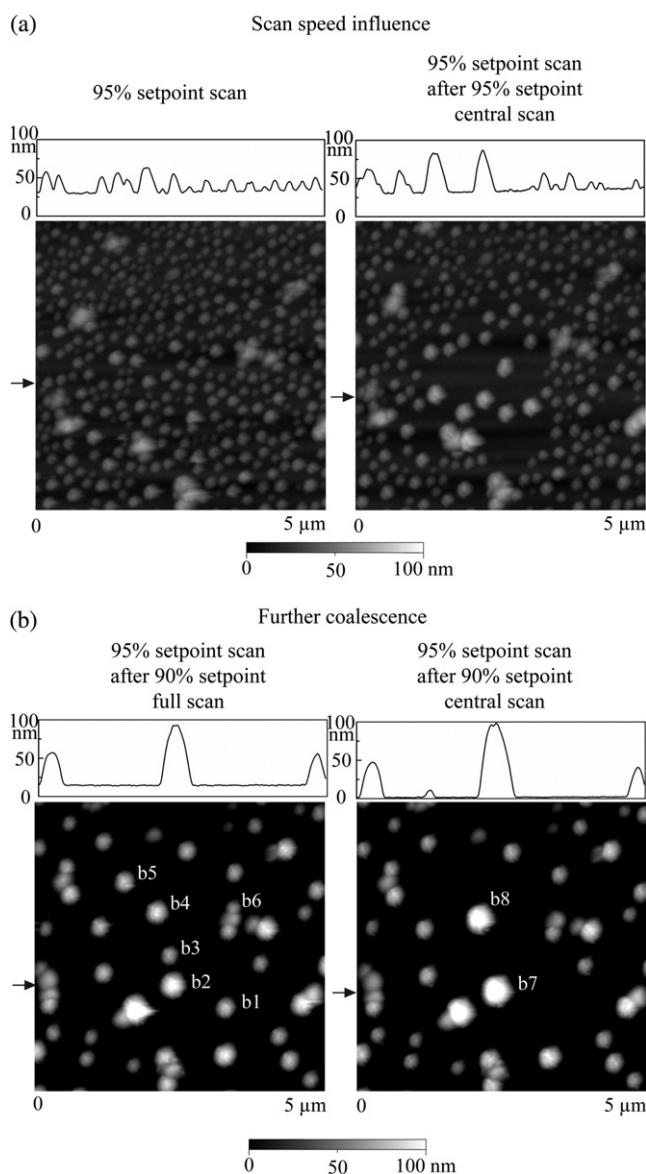 (a)
Scan speed influence
95% setpoint scan
95% setpoint scan
after 95% setpoint
central scan
100
nm
50
0
100
nm
50
0
0
5 µm
0
5 µm
0
50
100 nm
(b)
Further coalescence
95% setpoint scan
after 90% setpoint
full scan
95% setpoint scan
after 90% setpoint
central scan
100
nm
50
0
100
nm
50
0
b5
b4
b6
b3
b2
b1
b8
b7
0
5 µm
0
5 µm
0
50
100 nm